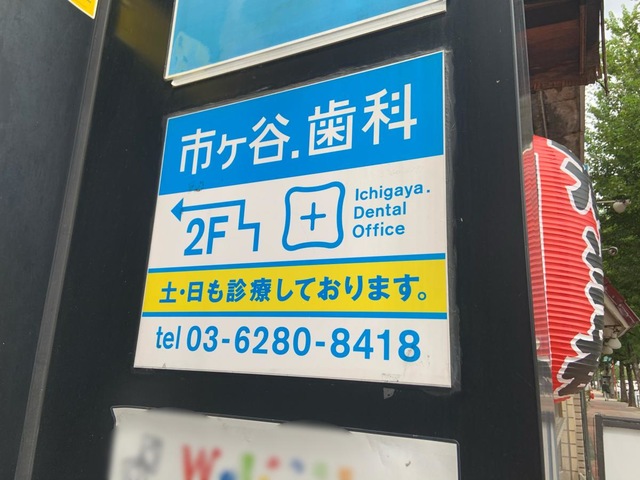 市ヶ谷.歯科
2F
Ichigaya.
Dental
Office
土・日も診療しております。
tel 03-6280-8418